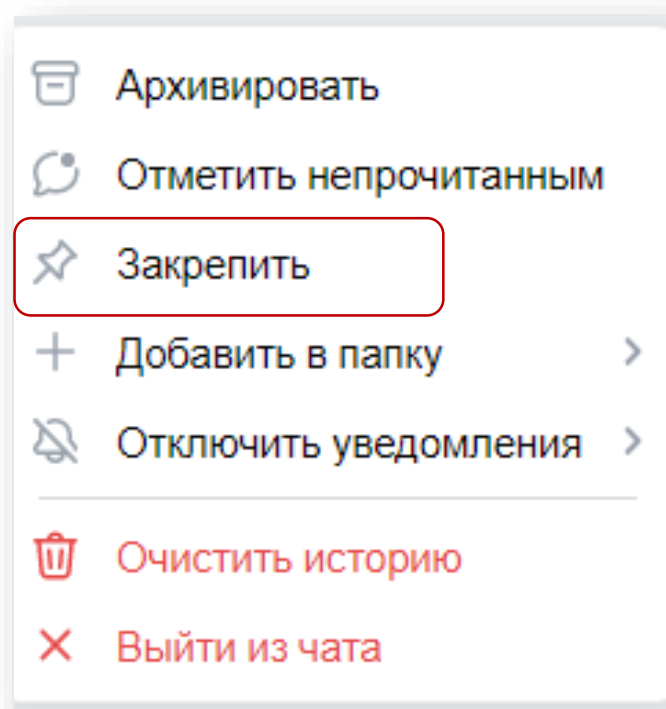 Архивировать
Отметить непрочитанным
Закрепить
Добавить в папку
Отключить уведомления
Очистить историю
Выйти из чата